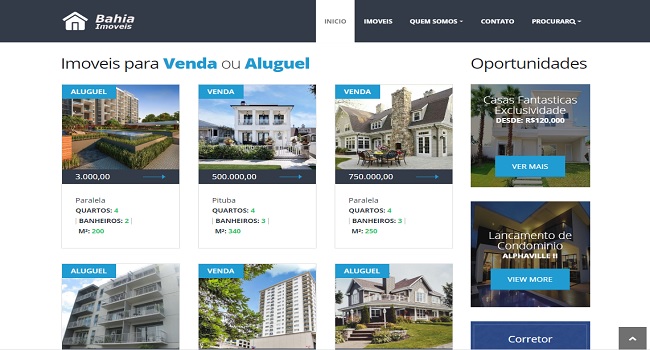 Bahia
Imoveis
INICIO
IMOVEIS
QUEM SOMOS
CONTATO
PROCURAR
Imoveis para Venda ou Aluguel
Oportunidades
ALUGUEL
3.000,00
Paralela
QUARTOS: 4
| BANHEIROS: 2 |
M²: 200
VENDA
500.000,00
Pituba
QUARTOS: 4
| BANHEIROS: 3 |
M²: 340
VENDA
750.000,00
Paralela
QUARTOS: 4
| BANHEIROS: 3 |
M²: 250
Casas Fantasticas
Exclusividade
DESDE: R$120,000
VER MAIS
Lancamento de
Condominio
ALPHAVILLE II
VIEW MORE
ALUGUEL
VENDA
ALUGUEL
Corretor